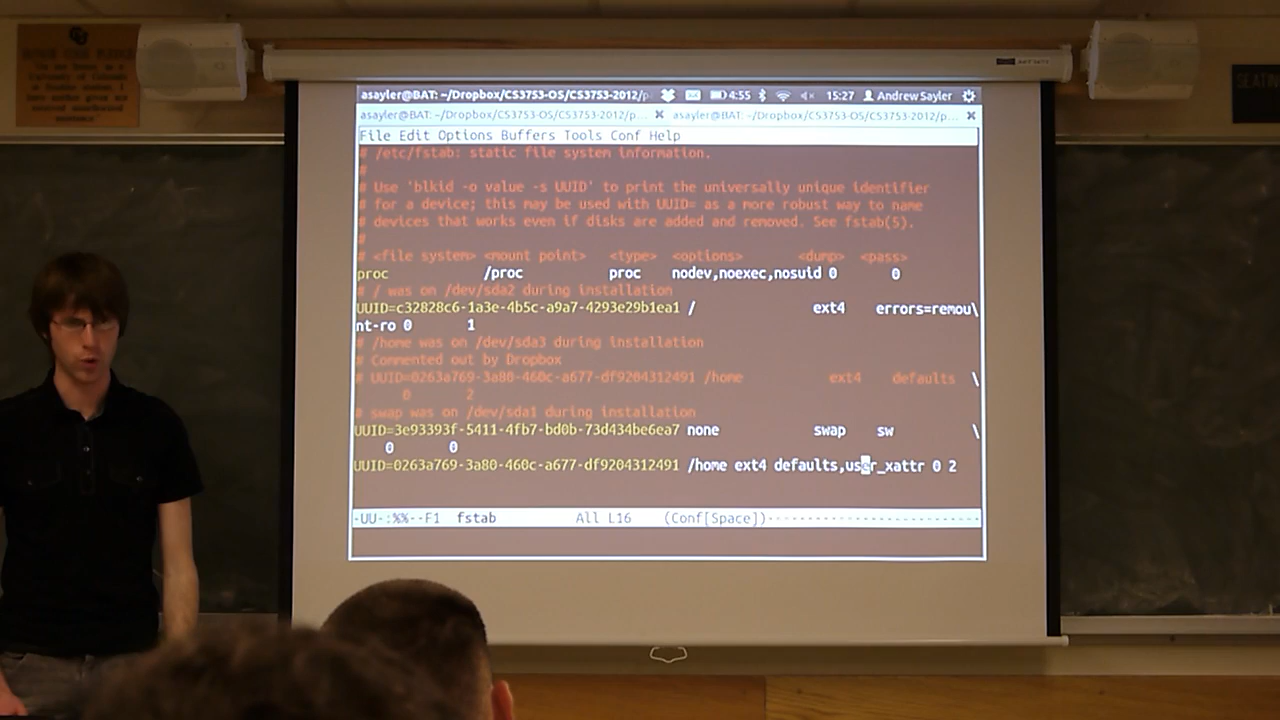 asayler@BAT: ~/Dropbox/CS3753-OS/CS3753-2012/p 4:55 15:27 Andrew Sayler
asayler@BAT: ~/Dropbox/CS3753-OS/CS3753-2012/p... asayler@BAT: ~/Dropbox/CS3753-OS/CS3753-2012/p...
File Edit Options Buffers Tools Conf Help
# /etc/fstab: static file system information.
#
# Use 'blkid -o value -s UUID' to print the universally unique identifier
# for a device; this may be used with UUID= as a more robust way to name
# devices that works even if disks are added and removed. See fstab(5).
#
# <file system> <mount point> <type> <options> <dump> <pass>
proc /proc proc nodev,noexec,nosuid 0 0
# / was on /dev/sda2 during installation
UUID=c32828c6-1a3e-4b5c-a9a7-4293e29b1ea1 / ext4 errors=remou\
nt-ro 0 1
# /home was on /dev/sda3 during installation
# Commented out by Dropbox
# UUID=0263a769-3a80-460c-a677-df9204312491 /home ext4 defaults \
0 2
# swap was on /dev/sda1 during installation
UUID=3e93393f-5411-4fb7-bd0b-73d434be6ea7 none swap sw \
0 0
UUID=0263a769-3a80-460c-a677-df9204312491 /home ext4 defaults,user_xattr 0 2
-UU-:%%--F1 fstab All L16 (Conf[Space])--------------------------
SEATING